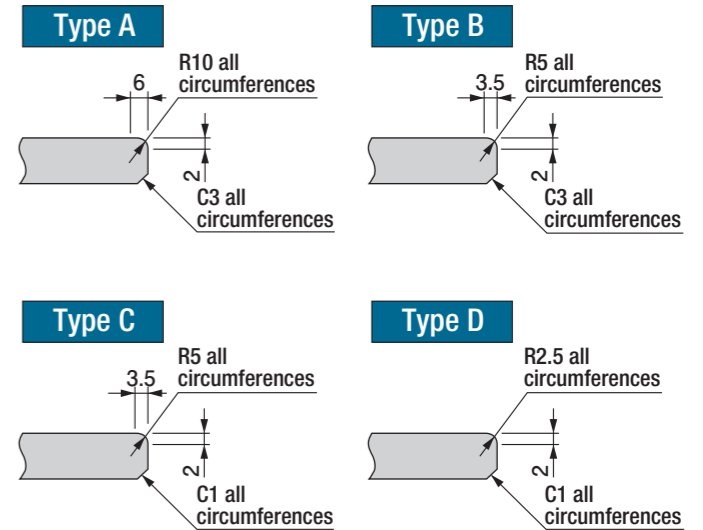 Type A
R10 all
circumferences
6
2
C3 all
circumferences
Type B
R5 all
circumferences
3.5
2
C3 all
circumferences
Type C
R5 all
circumferences
3.5
2
C1 all
circumferences
Type D
R2.5 all
circumferences
2
C1 all
circumferences